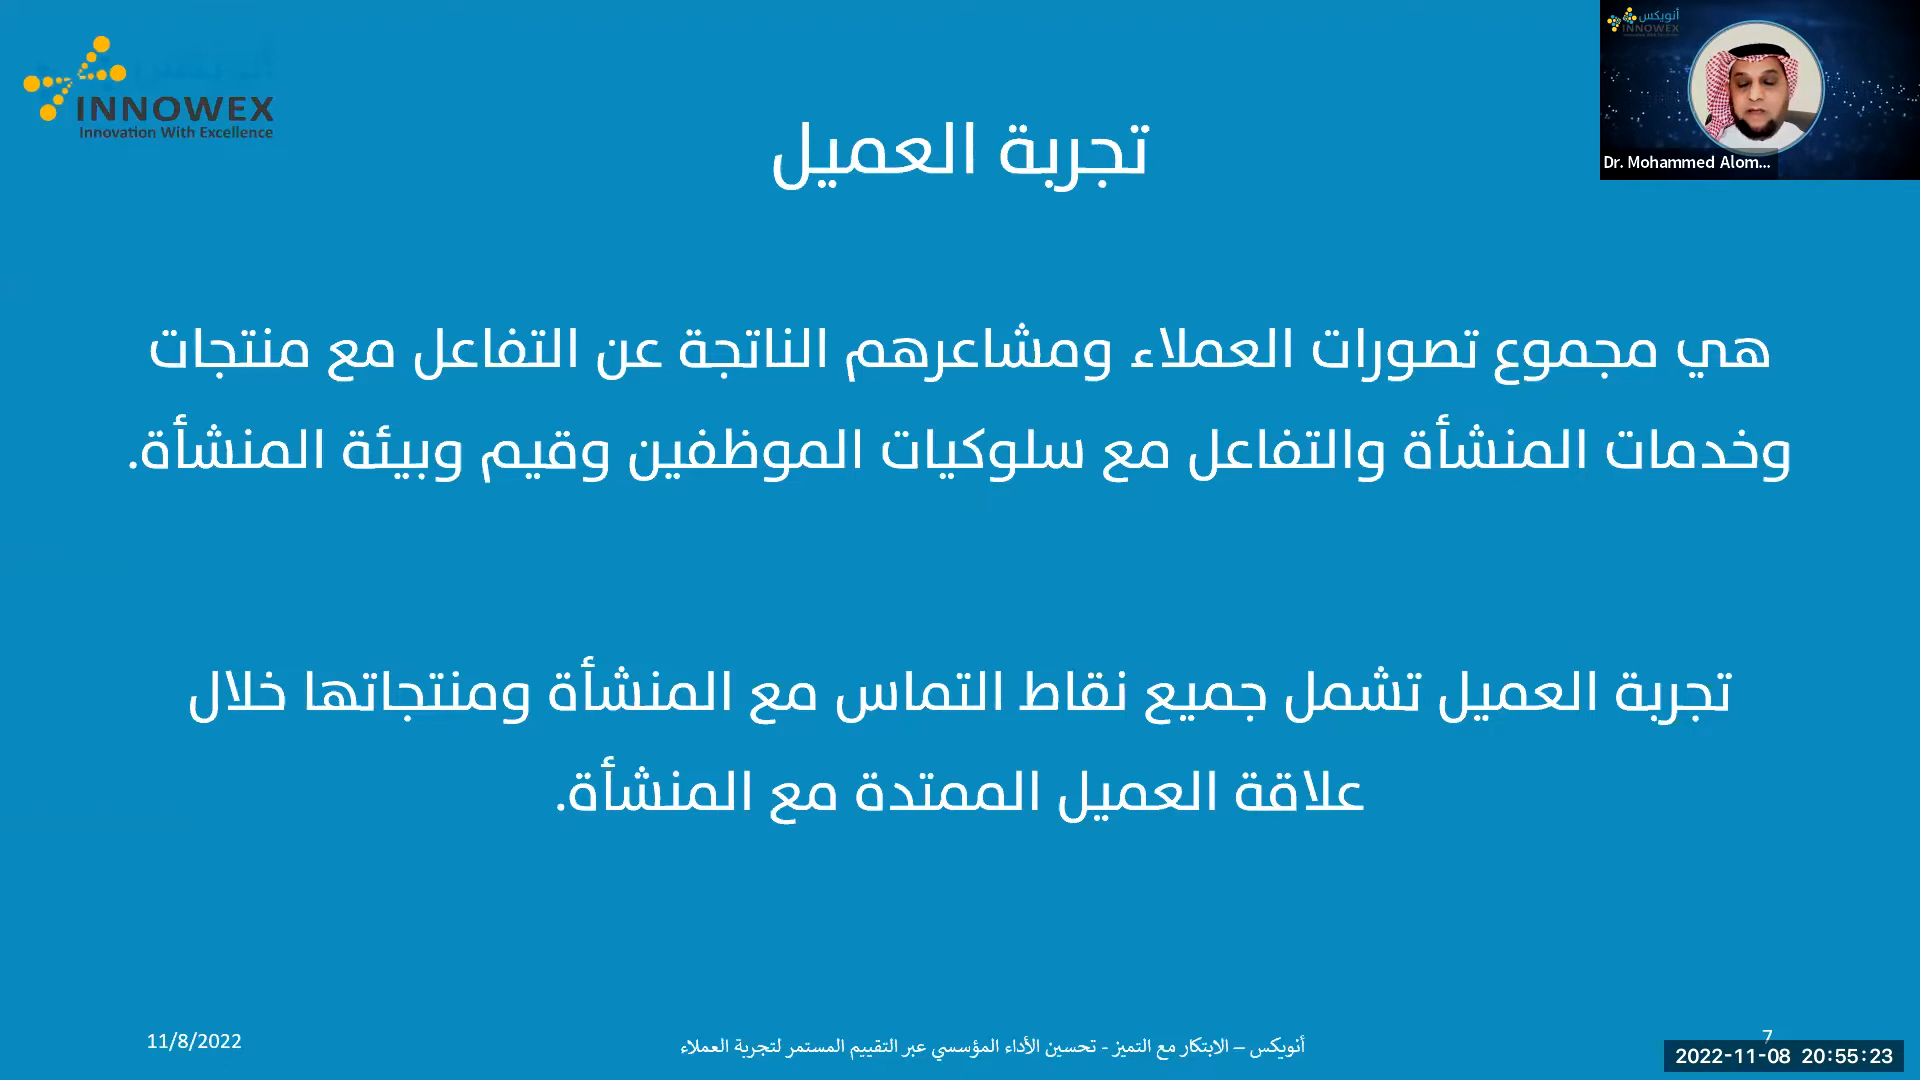 INNOWEX
Innovation With Excellence
أنويكس
INNOWEX
Dr. Mohammed Alom...
تجربة العميل
هي مجموع تصورات العملاء ومشاعرهم الناتجة عن التفاعل مع منتجات
وخدمات المنشأة والتفاعل مع سلوكيات الموظفين وقيم وبيئة المنشأة.
تجربة العميل تشمل جميع نقاط التماس مع المنشأة ومنتجاتها خلال
علاقة العميل الممتدة مع المنشأة.
11/8/2022
أنويكس – الابتكار مع التميز - تحسين الأداء المؤسسي عبر التقييم المستمر لتجربة العملاء
7
2022-11-08 20:55:23